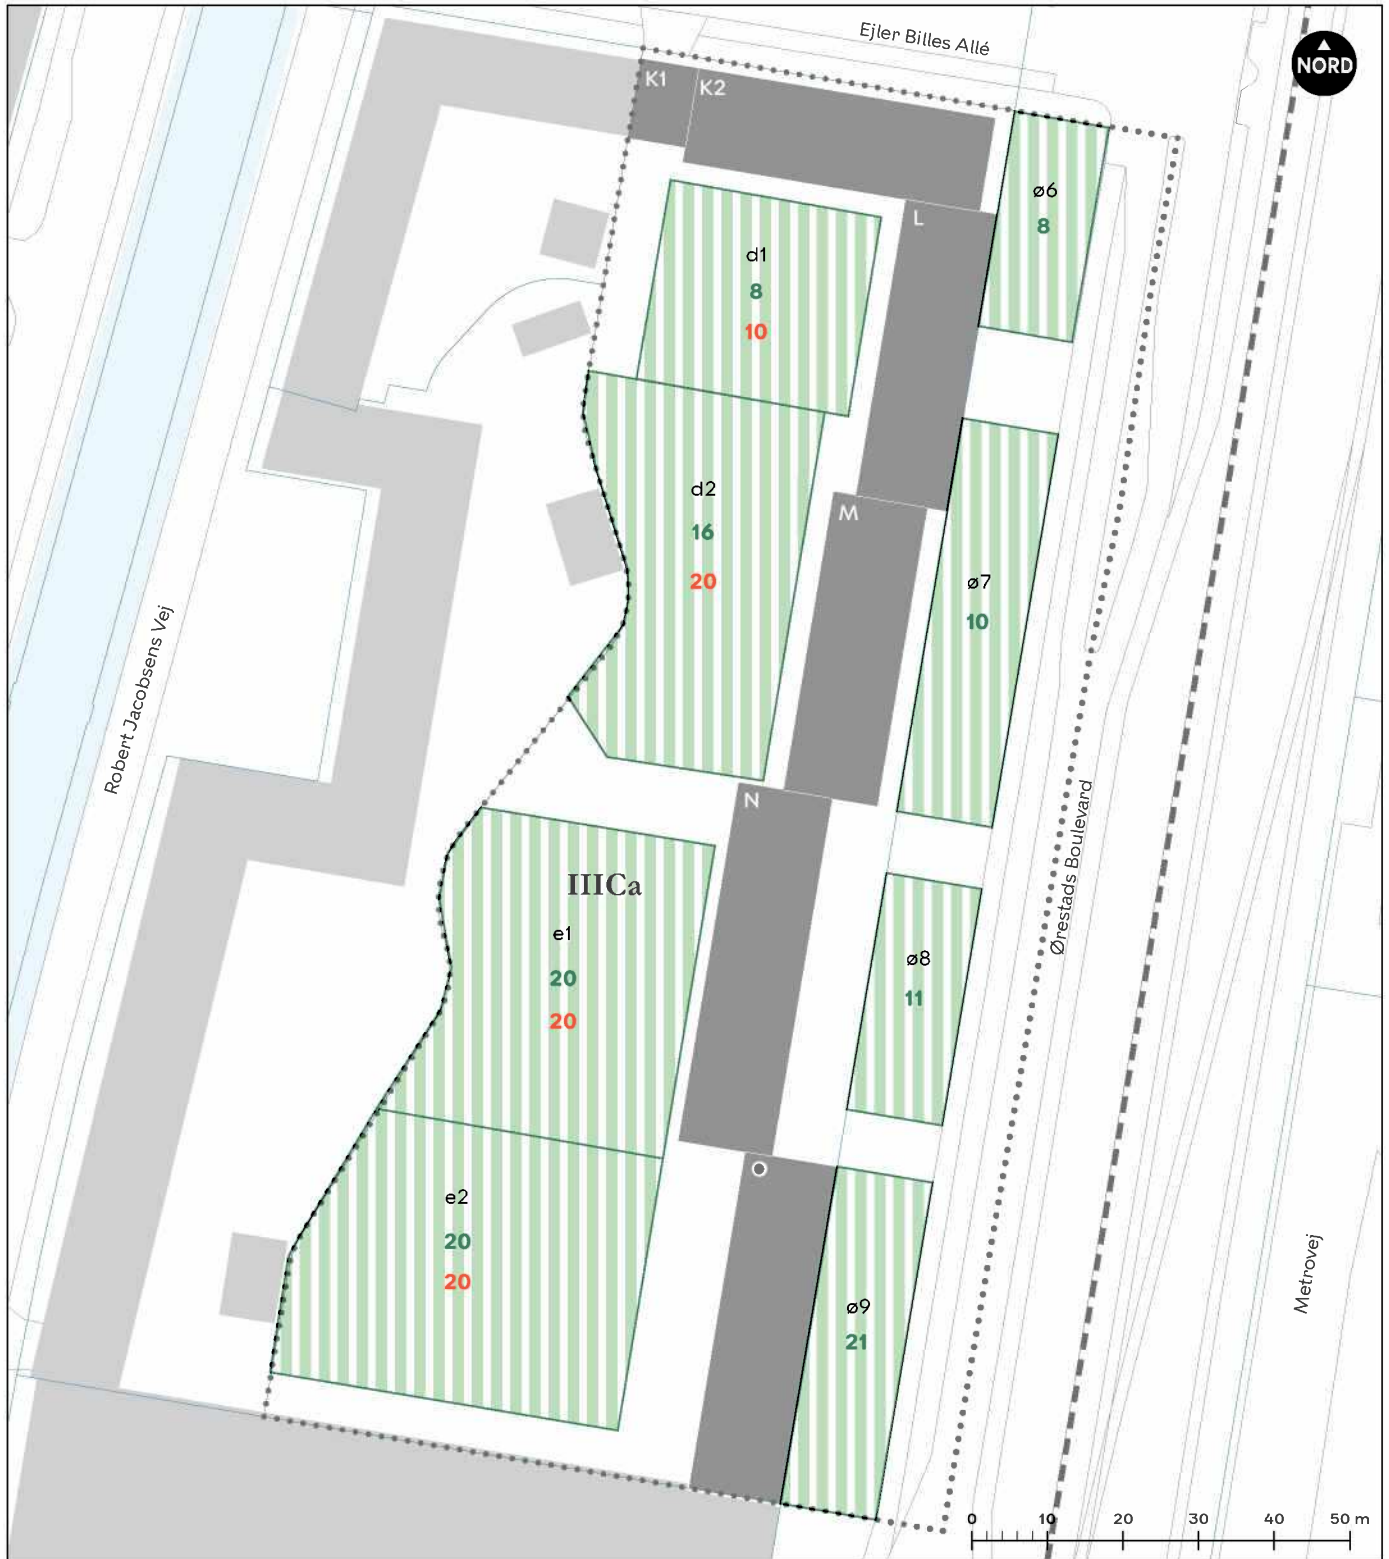 Ejler Billes Allé
NORD
K1
K2
L
ø6
8
d1
8
10
d2
16
20
M
ø7
10
Robert Jacobsens Vej
N
IIICa
e1
20
20
ø8
11
Ørestads Boulevard
O
e2
20
20
ø9
21
Metrovej
0 10 20 30 40 50 m